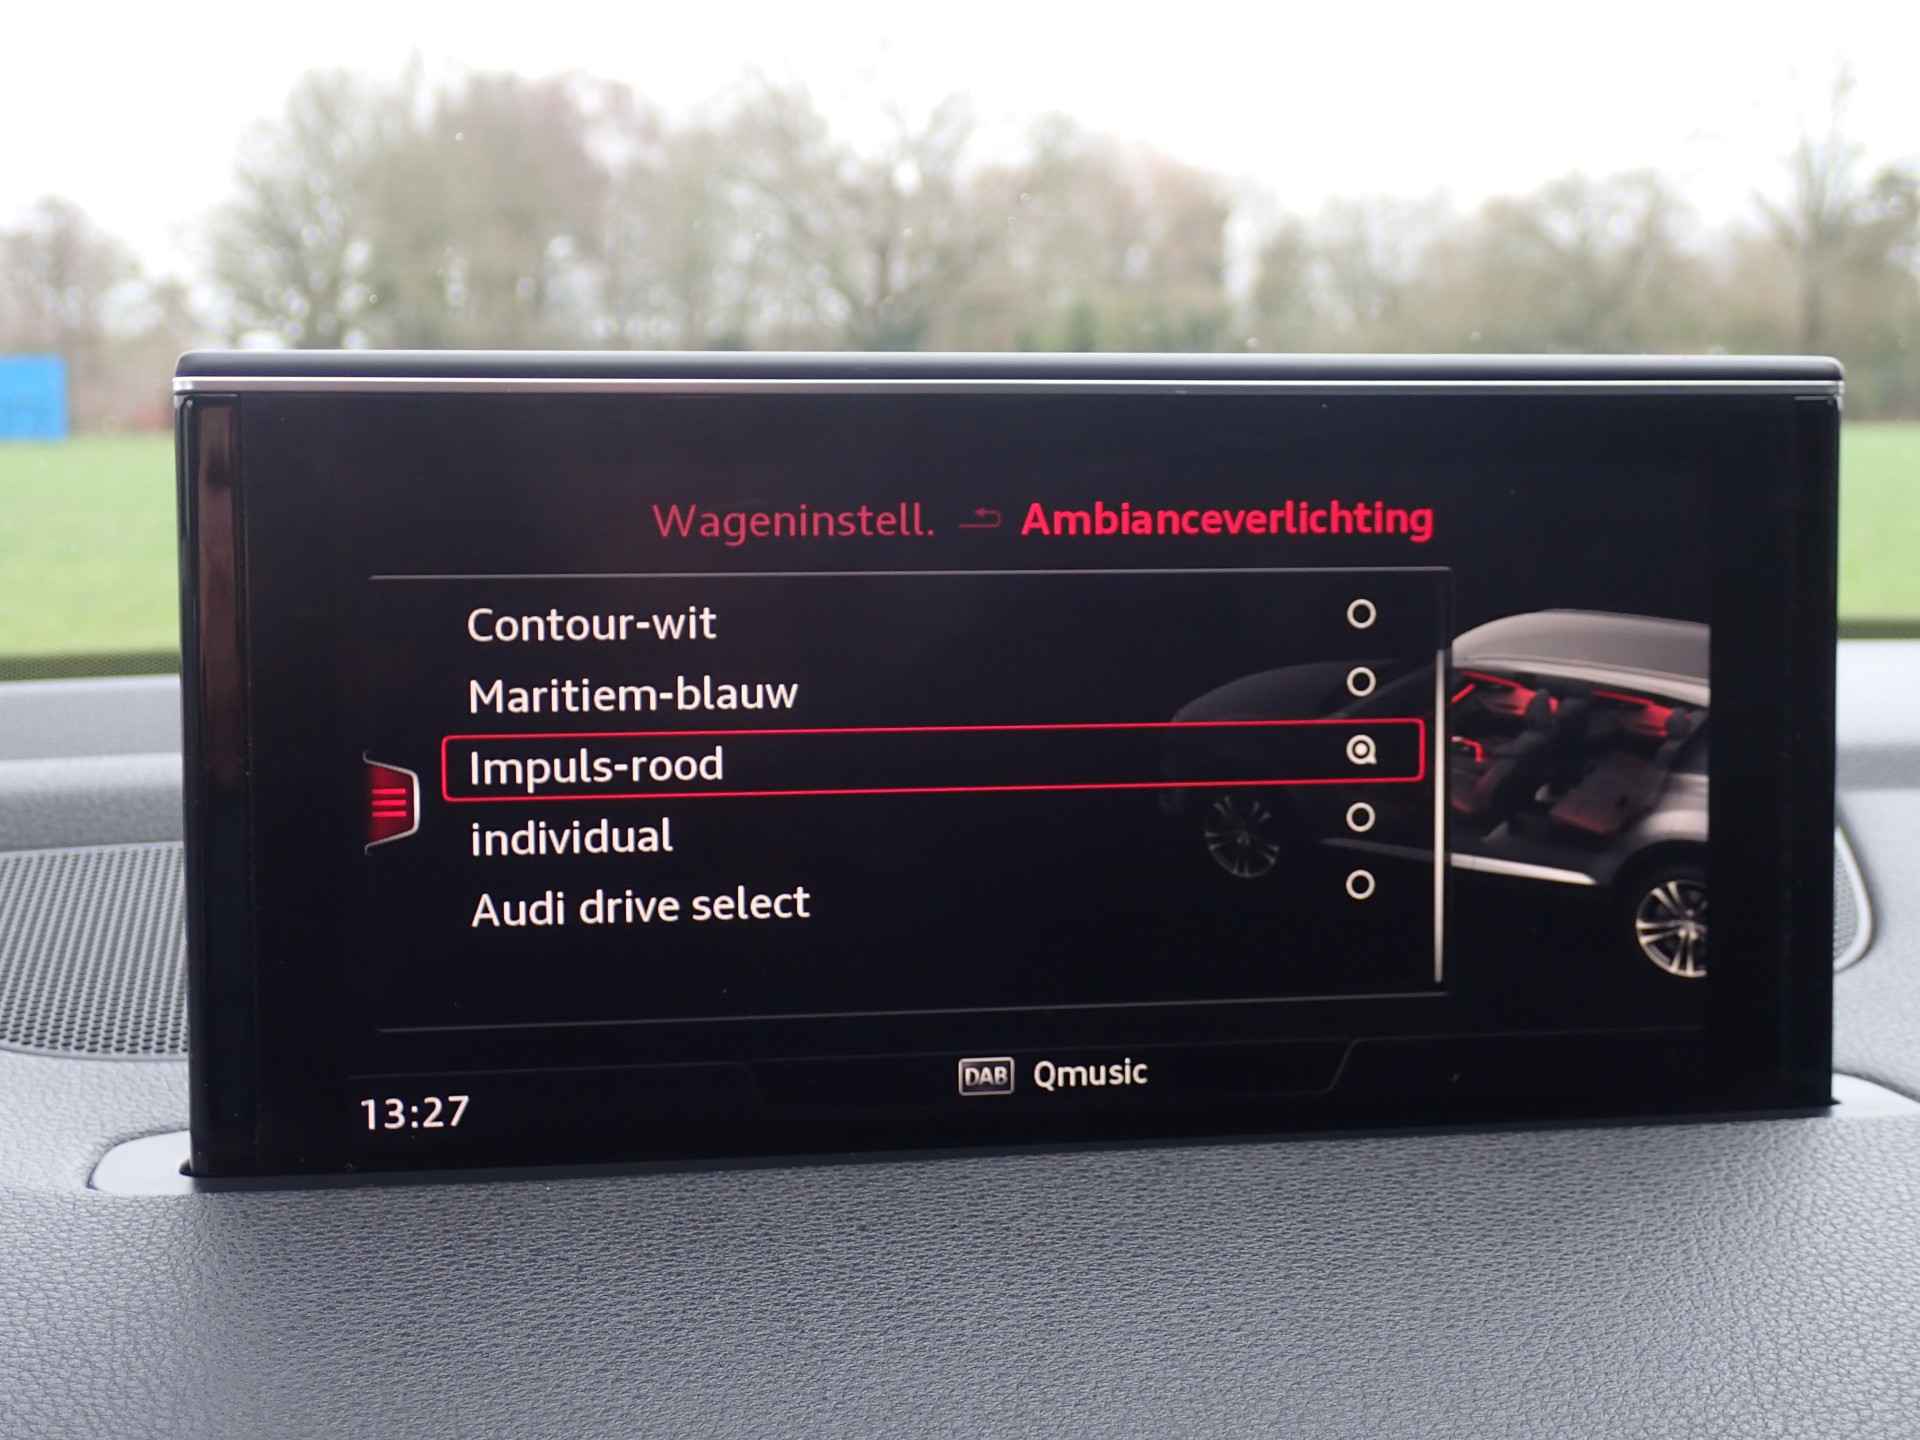 Wageninstell. Ambianceverlichting
Contour-wit
Maritiem-blauw
Impuls-rood
individual
Audi drive select
DAB Qmusic
13:27